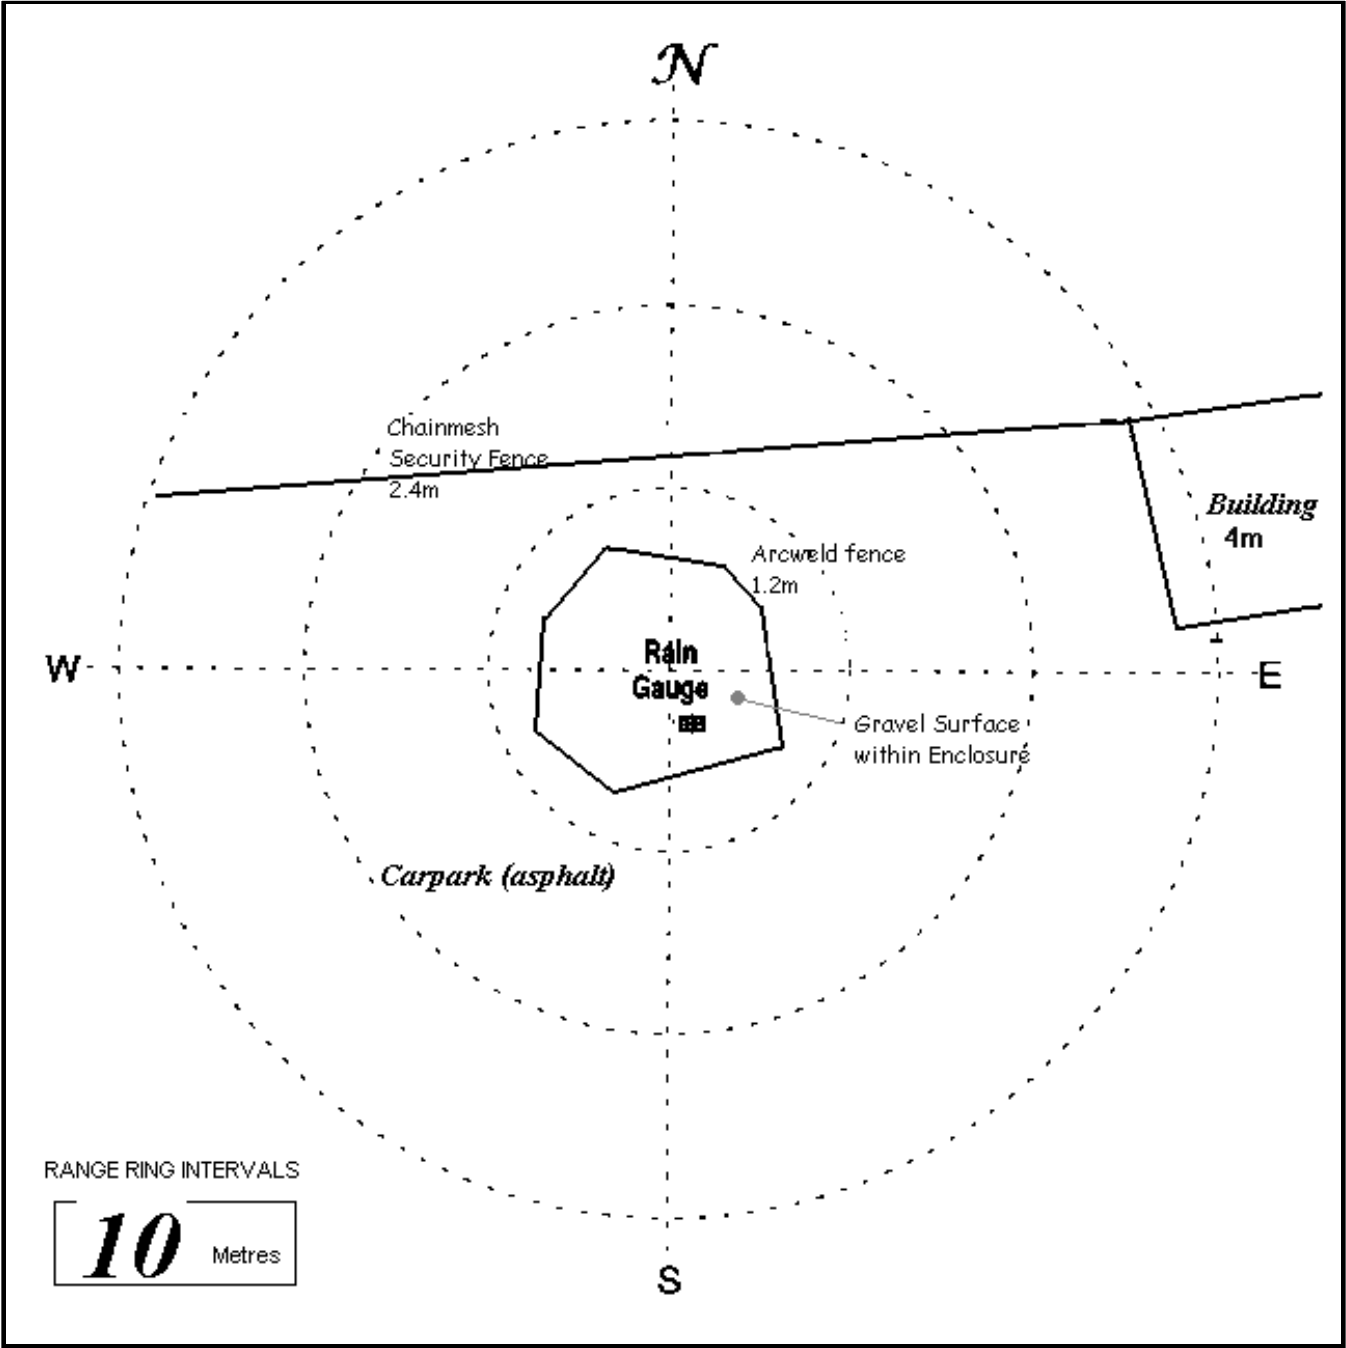 N
Chainmesh
Security Fence
2.4m
Building
4m
Arcweld fence
1.2m
W
Rain
Gauge
E
Gravel Surface
within Enclosure
Carpark (asphalt)
RANGE RING INTERVALS
10 Metres
S